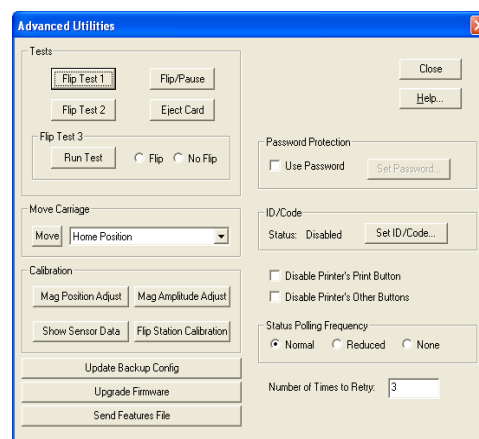 Advanced Utilities
Tests
Flip Test 1
Flip/Pause
Flip Test 2
Eject Card
Flip Test 3
Run Test
Flip
No Flip
Move Carriage
Move
Home Position
Calibration
Mag Position Adjust
Mag Amplitude Adjust
Show Sensor Data
Flip Station Calibration
Update Backup Config
Upgrade Firmware
Send Features File
Close
Help...
Password Protection
Use Password
Set Password...
ID/Code
Status: Disabled
Set ID/Code...
Disable Printer's Print Button
Disable Printer's Other Buttons
Status Polling Frequency
Normal
Reduced
None
Number of Times to Retry: 3